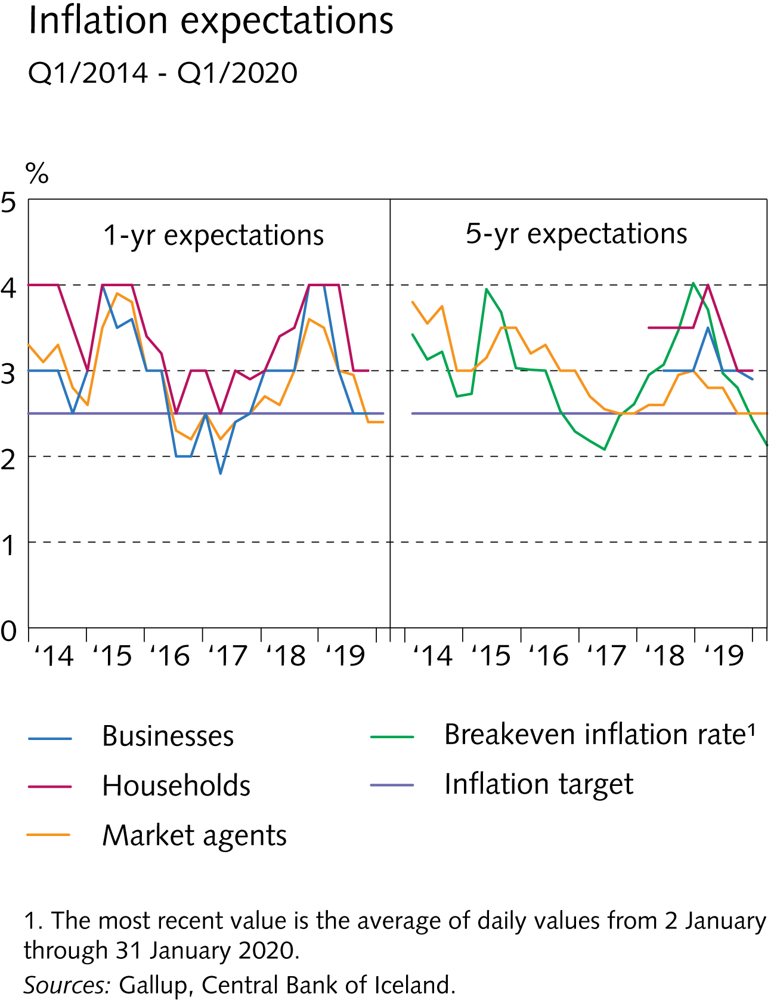 Inflation expectations
Q1/2014 - Q1/2020
%
5
4
3
2
1
0
1-yr expectations
5-yr expectations
‘14 ‘15 ‘16 ‘17 ‘18 ‘19
‘14 ‘15 ‘16 ‘17 ‘18 ‘19
Businesses
Households
Market agents
Breakeven inflation rate¹
Inflation target
1. The most recent value is the average of daily values from 2 January
through 31 January 2020.
Sources: Gallup, Central Bank of Iceland.